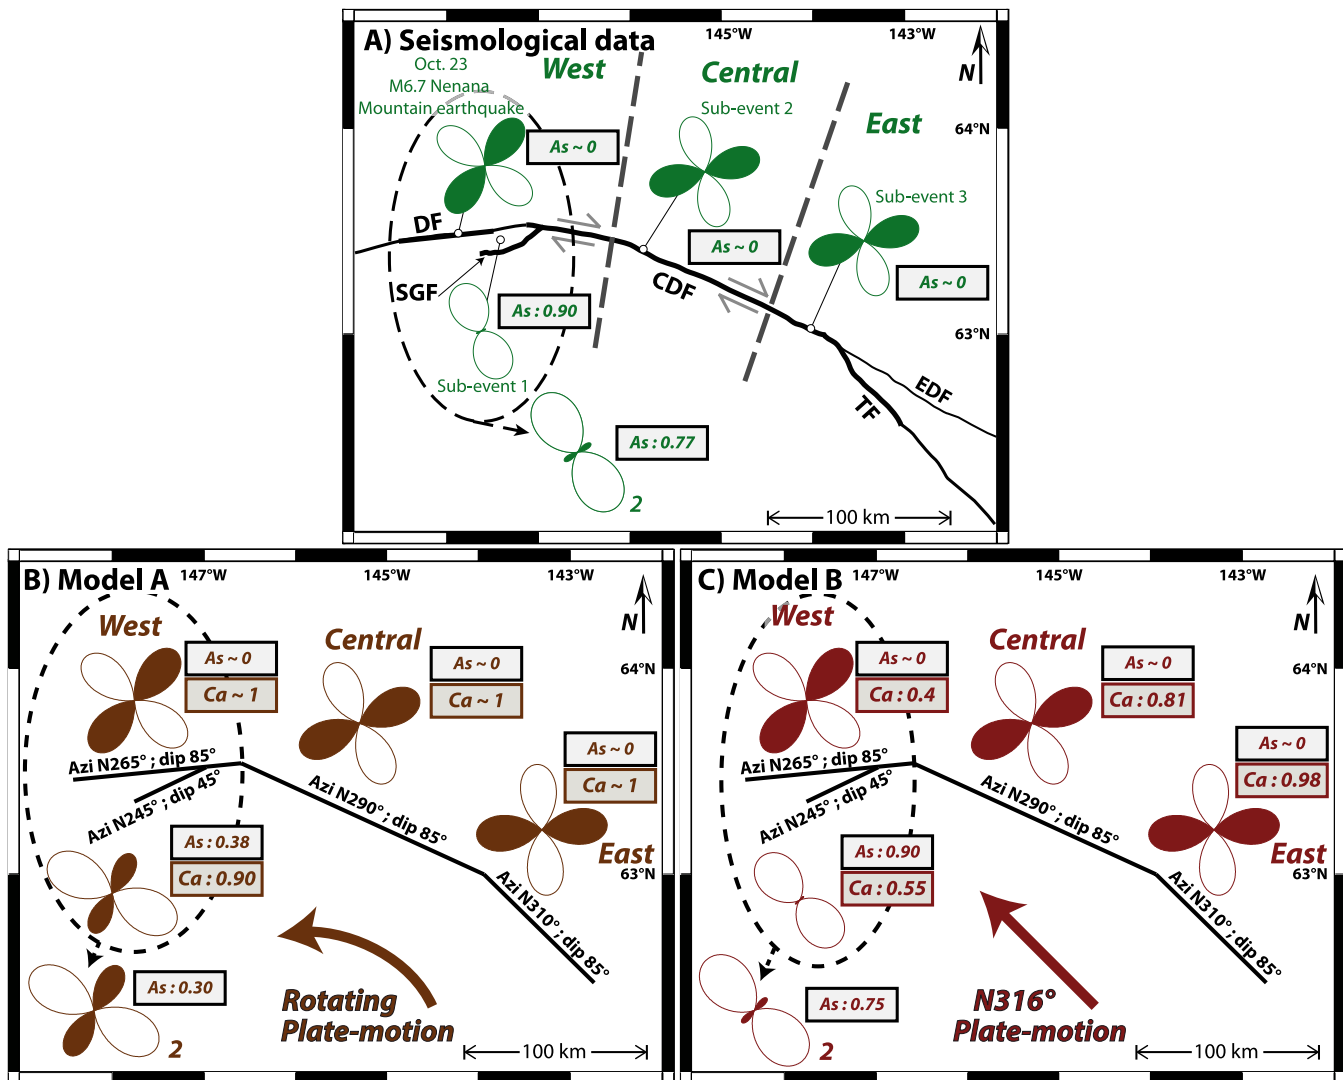 A) Seismological data
145°W
143°W
Oct. 23
M6.7 Nenana
Mountain earthquake
West
Central
Sub-event 2
East
N
64°N
As ~ 0
Sub-event 3
DF
As ~ 0
As ~ 0
SGF
CDF
As : 0.90
63°N
Sub-event 1
EDF
TF
As : 0.77
2
100 km
B) Model A
147°W
145°W
143°W
N
West
Central
As ~ 0
Ca ~ 1
As ~ 0
Ca ~ 1
64°N
As ~ 0
Ca ~ 1
Azi N265° ; dip 85°
Azi N245° ; dip 45°
Azi N290° ; dip 85°
East
As : 0.38
Ca : 0.90
63°N
Azi N310° ; dip 85°
As : 0.30
Rotating
Plate-motion
2
100 km
C) Model B
147°W
145°W
143°W
N
West
Central
As ~ 0
Ca : 0.4
As ~ 0
Ca : 0.81
64°N
As ~ 0
Ca : 0.98
Azi N265° ; dip 85°
Azi N245° ; dip 45°
Azi N290° ; dip 85°
East
As : 0.90
Ca : 0.55
63°N
Azi N310° ; dip 85°
As : 0.75
N316°
Plate-motion
2
100 km